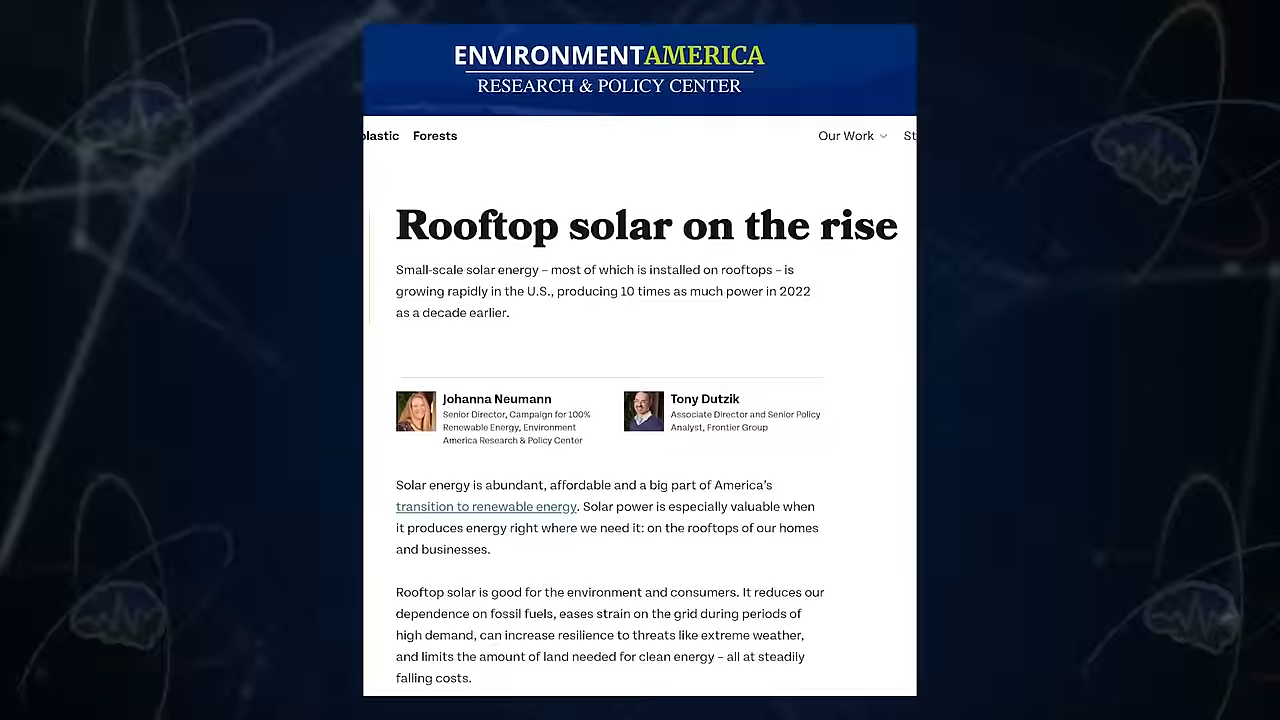 ENVIRONMENTAMERICA
RESEARCH & POLICY CENTER
plastic Forests Our Work St
Rooftop solar on the rise
Small-scale solar energy – most of which is installed on rooftops – is
growing rapidly in the U.S., producing 10 times as much power in 2022
as a decade earlier.
Johanna Neumann
Senior Director, Campaign for 100%
Renewable Energy, Environment
America Research & Policy Center
Tony Dutzik
Associate Director and Senior Policy
Analyst, Frontier Group
Solar energy is abundant, affordable and a big part of America’s
transition to renewable energy. Solar power is especially valuable when
it produces energy right where we need it: on the rooftops of our homes
and businesses.
Rooftop solar is good for the environment and consumers. It reduces our
dependence on fossil fuels, eases strain on the grid during periods of
high demand, can increase resilience to threats like extreme weather,
and limits the amount of land needed for clean energy – all at steadily
falling costs.